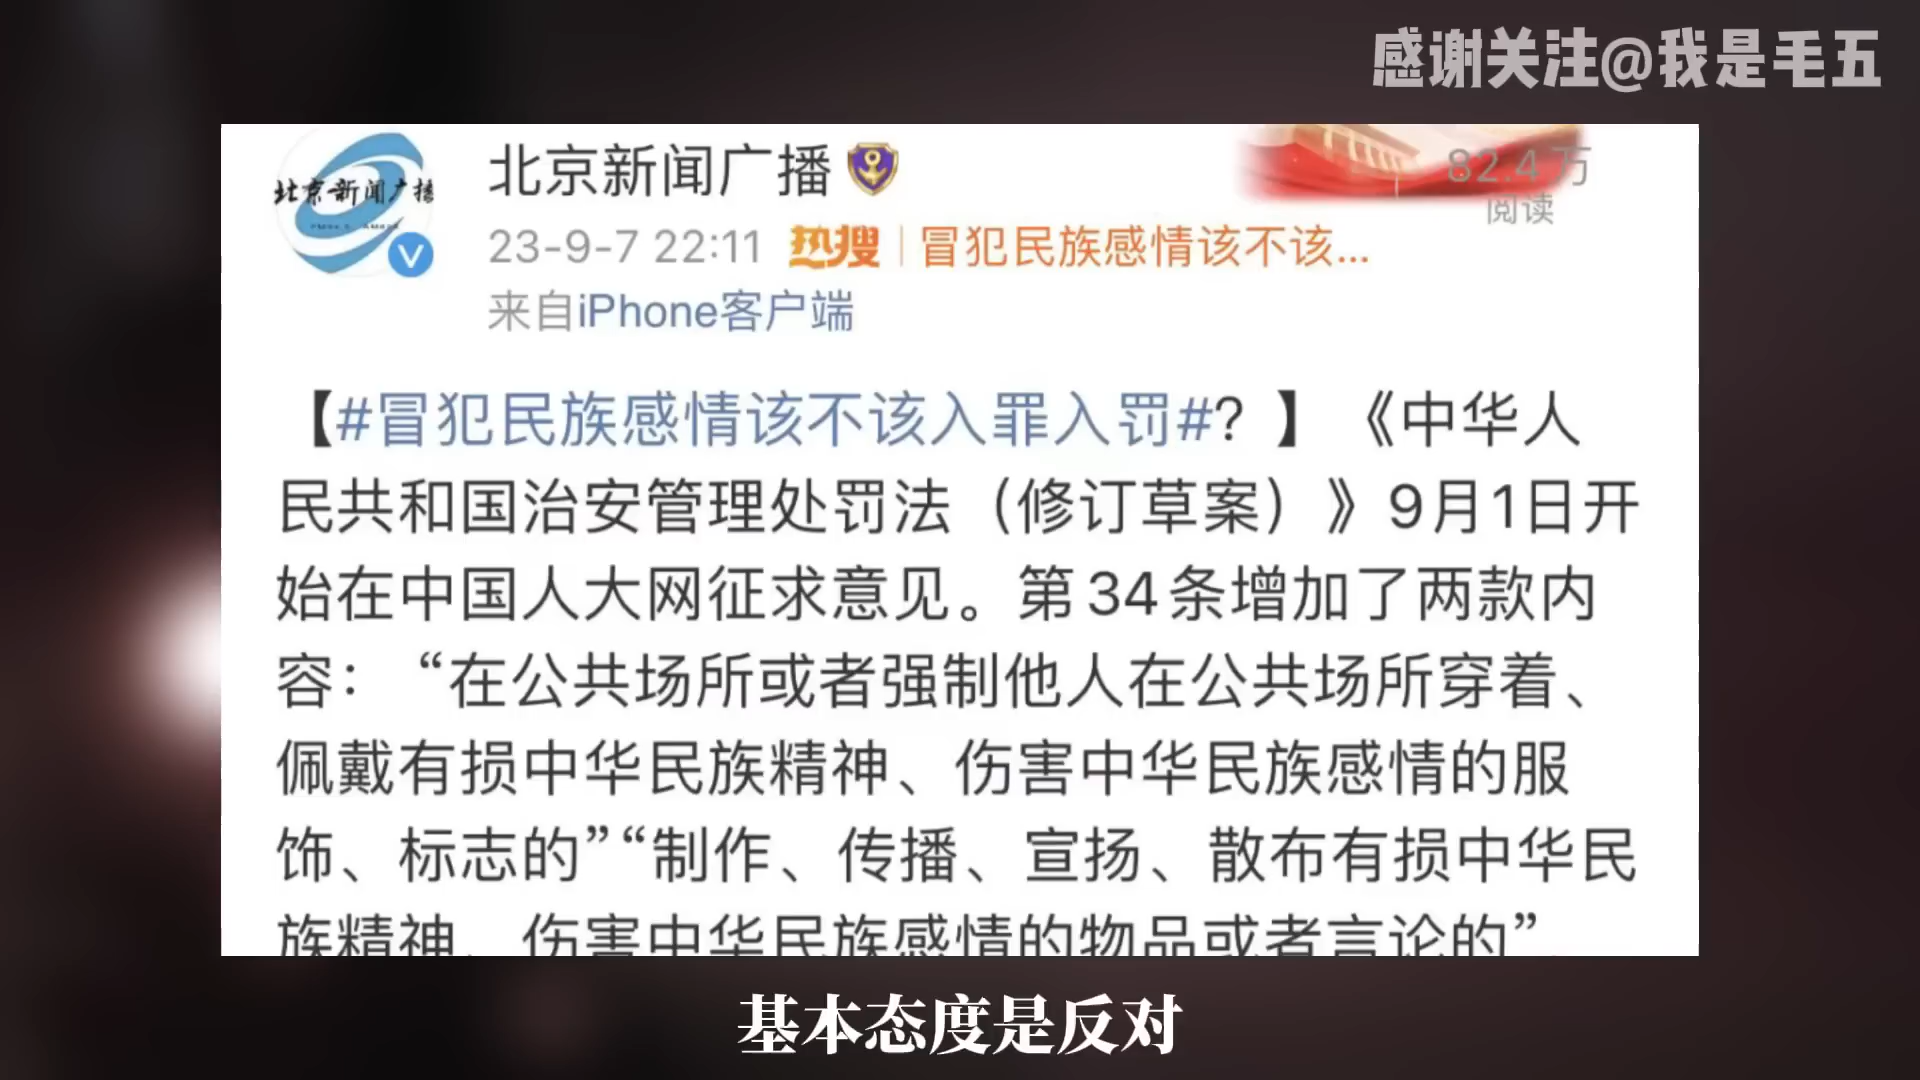 感谢关注@我是毛五
北京新闻广播
82.4万
阅读
北京新闻广播
23-9-7 22:11 热搜|冒犯民族感情该不该...
来自iPhone客户端
【#冒犯民族感情该不该入罪入罚#？】《中华人
民共和国治安管理处罚法（修订草案）》9月1日开
始在中国人大网征求意见。第34条增加了两款内
容：“在公共场所或者强制他人在公共场所穿着、
佩戴有损中华民族精神、伤害中华民族感情的服
饰、标志的”“制作、传播、宣扬、散布有损中华民
族精神、伤害中华民族感情的物品或者言论的”
基本态度是反对